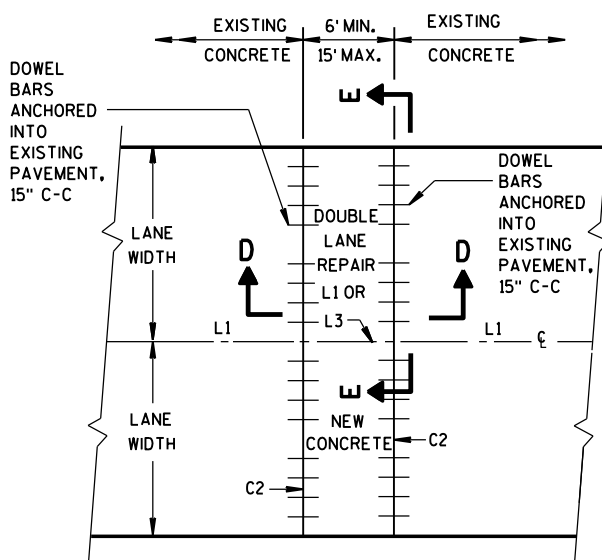 EXISTING
CONCRETE
6' MIN.
15' MAX.
EXISTING
CONCRETE
DOWEL
BARS
ANCHORED
INTO
EXISTING
PAVEMENT,
15" C-C
E
DOWEL
BARS
ANCHORED
INTO
EXISTING
PAVEMENT,
15" C-C
LANE
WIDTH
DOUBLE
LANE
REPAIR
L1 OR
L3
D
D
L1
L1
℄
E
LANE
WIDTH
NEW
CONCRETE
C2
C2